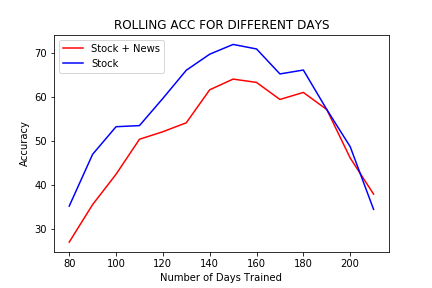 ROLLING ACC FOR DIFFERENT DAYS
Stock + News
Stock
Accuracy
70
60
50
40
30
80 100 120 140 160 180 200
Number of Days Trained